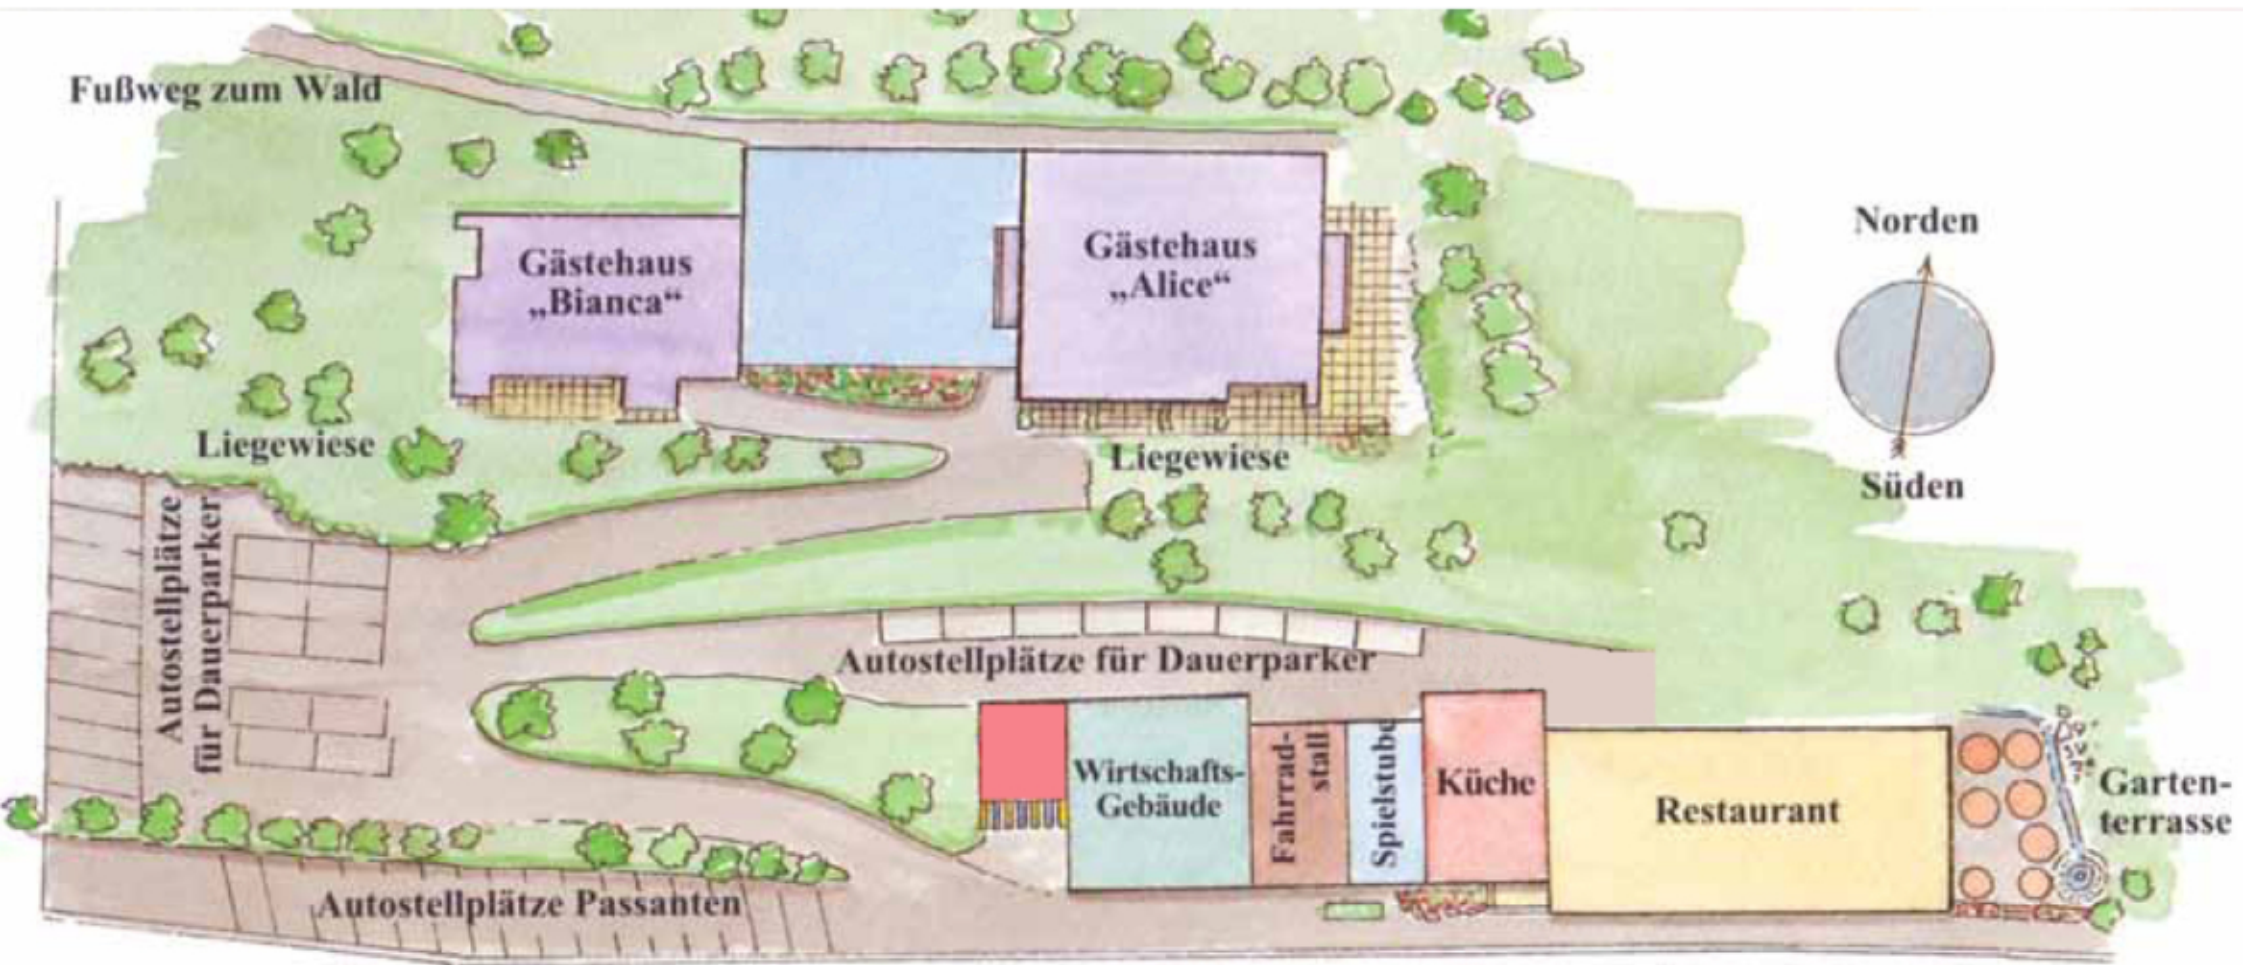 Fußweg zum Wald
Norden
Gästehaus
„Bianca“
Gästehaus
„Alice“
Süden
Liegewiese
Liegewiese
Autostellplätze
für Dauerparker
Autostellplätze für Dauerparker
Wirtschafts-
Gebäude
Fahrrad-
stall
Spielstube
Küche
Restaurant
Garten-
terrasse
Autostellplätze Passanten